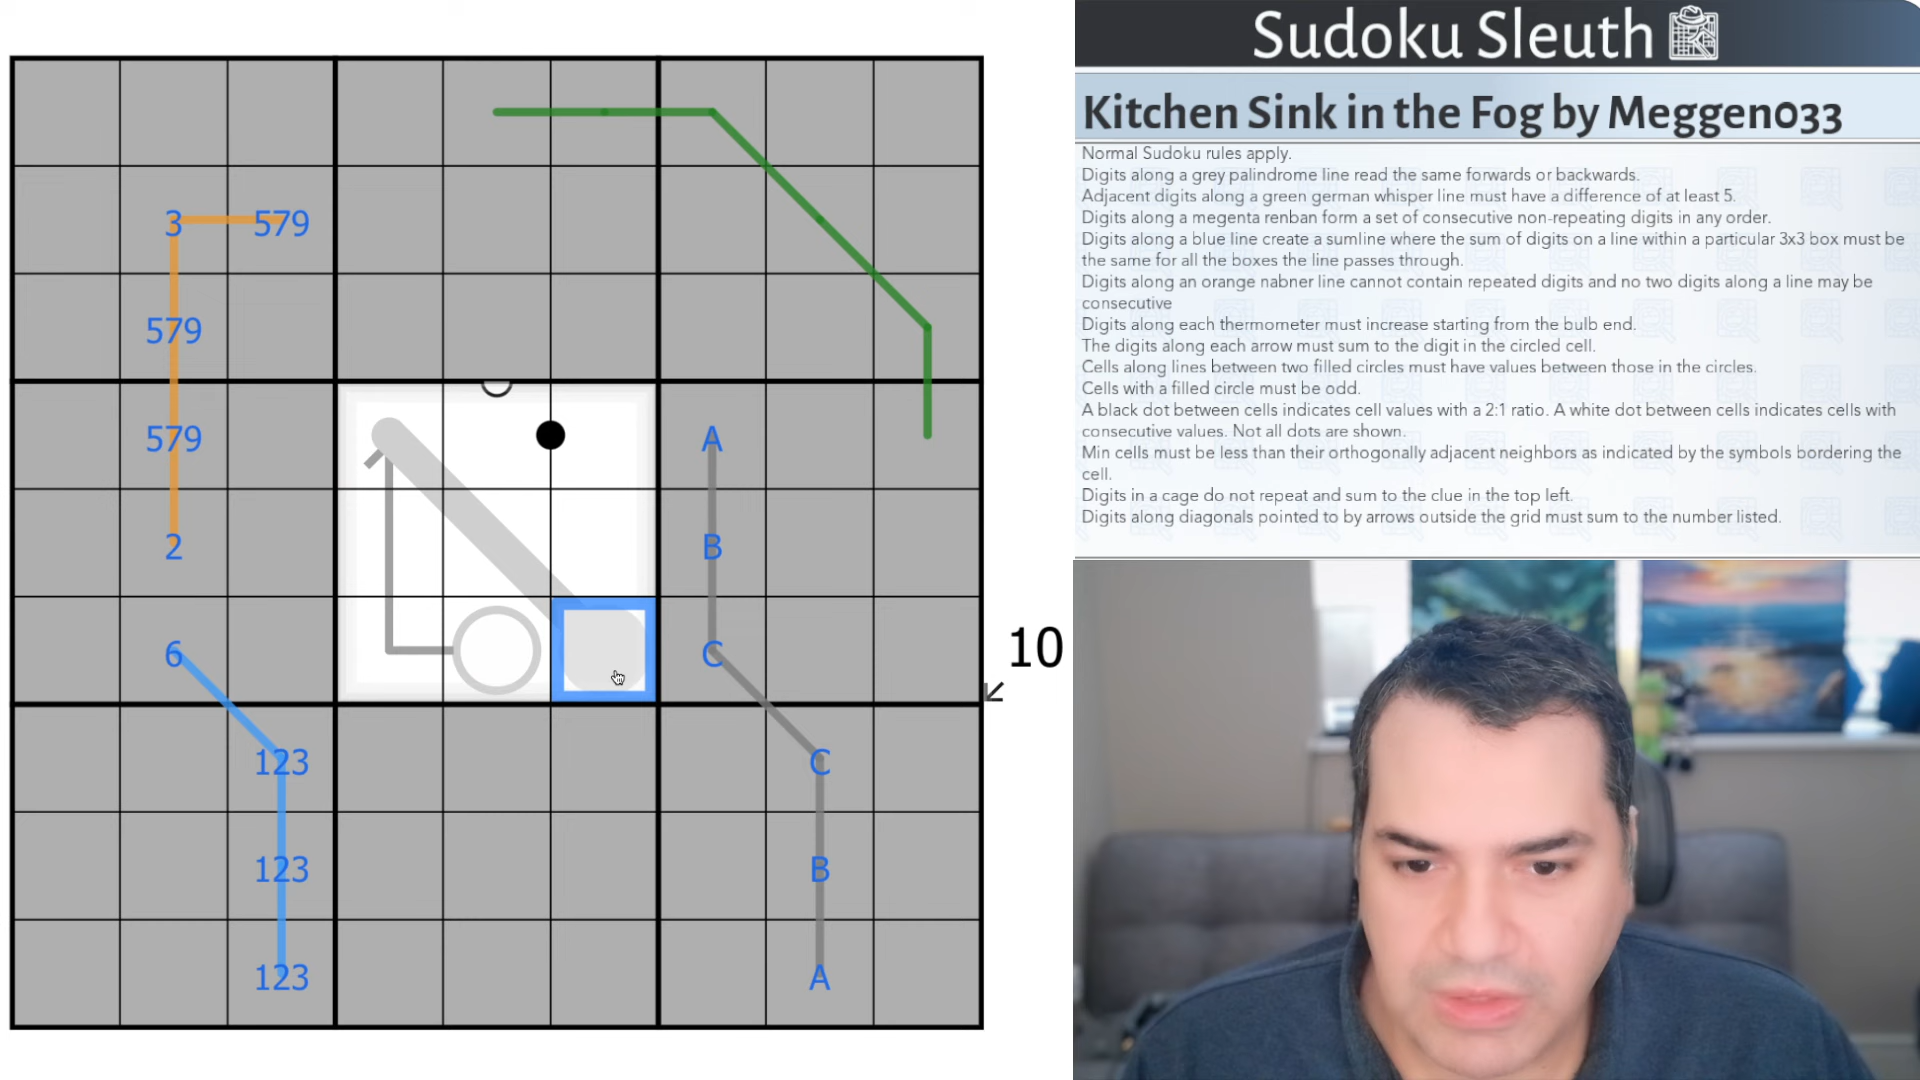 Sudoku Sleuth
Kitchen Sink in the Fog by Meggen033
Normal Sudoku rules apply.
Digits along a grey palindrome line read the same forwards or backwards.
Adjacent digits along a green german whisper line must have a difference of at least 5.
Digits along a megenta renban form a set of consecutive non-repeating digits in any order.
Digits along a blue line create a sumline where the sum of digits on a line within a particular 3x3 box must be
the same for all the boxes the line passes through.
Digits along an orange nabner line cannot contain repeated digits and no two digits along a line may be
consecutive
Digits along each thermometer must increase starting from the bulb end.
The digits along each arrow must sum to the digit in the circled cell.
Cells along lines between two filled circles must have values between those in the circles.
Cells with a filled circle must be odd.
A black dot between cells indicates cell values with a 2:1 ratio. A white dot between cells indicates cells with
consecutive values. Not all dots are shown.
Min cells must be less than their orthogonally adjacent neighbors as indicated by the symbols bordering the
cell.
Digits in a cage do not repeat and sum to the clue in the top left.
Digits along diagonals pointed to by arrows outside the grid must sum to the number listed.
3 579
579
579 A
2 B
6 C 10
123 C
123 B
123 A